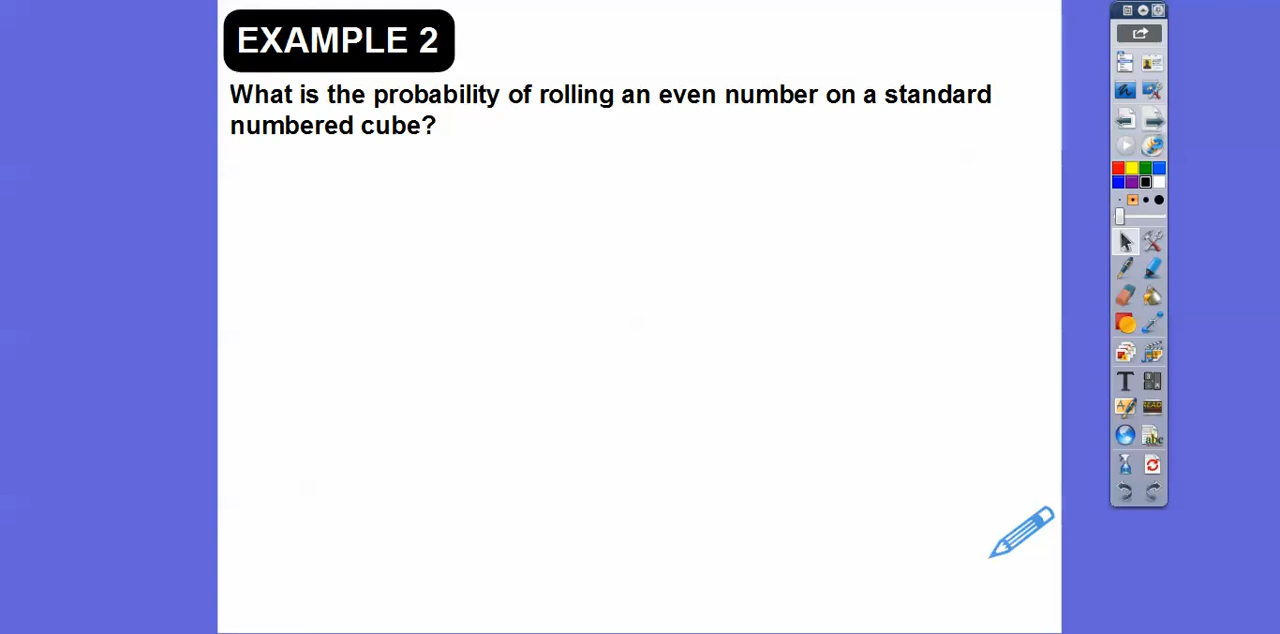 EXAMPLE 2
What is the probability of rolling an even number on a standard
numbered cube?